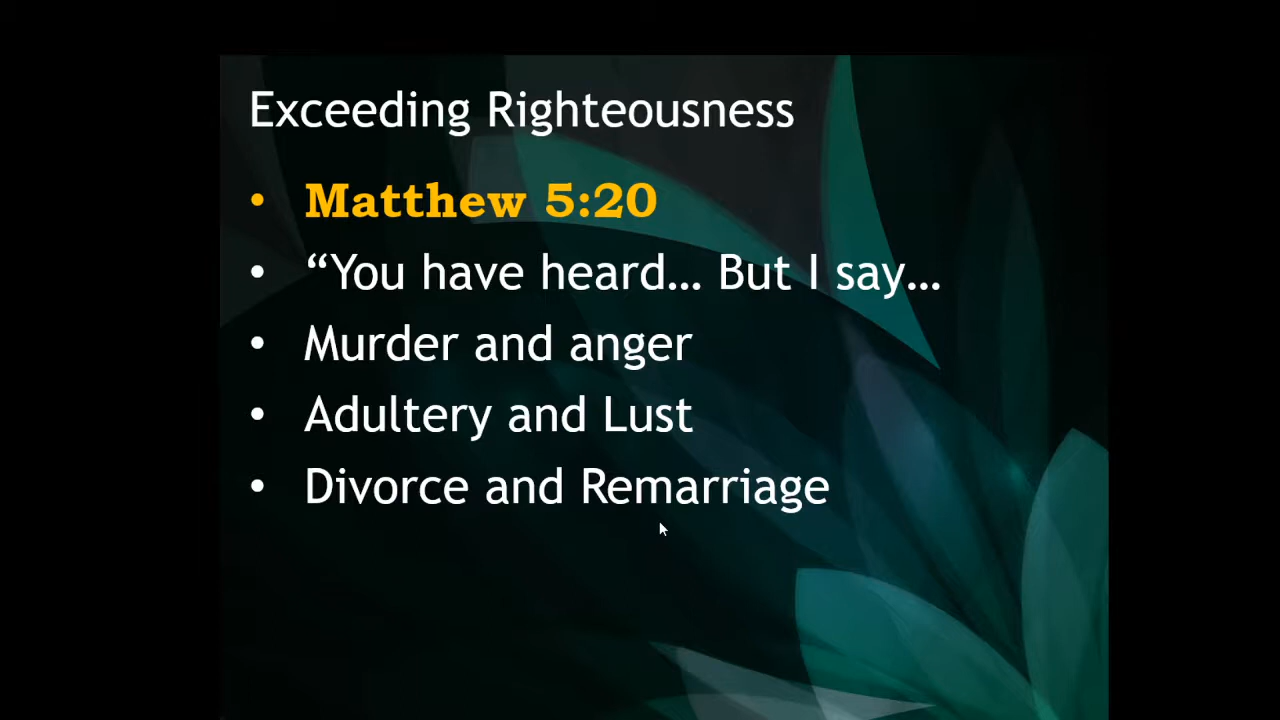 Exceeding Righteousness
• Matthew 5:20
• “You have heard… But I say…
• Murder and anger
• Adultery and Lust
• Divorce and Remarriage